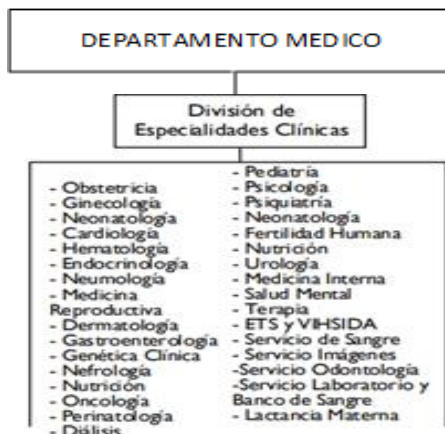 DEPARTAMENTO MEDICO
División de
Especialidades Clínicas
- Obstetricia
- Ginecología
- Neonatología
- Cardiología
- Hematología
- Endocrinología
- Neumología
- Medicina
Reproductiva
- Dermatología
- Gastroenterología
- Genética Clínica
- Nefrología
- Nutrición
- Oncología
- Perinatología
- Diálisis
- Pediatría
- Psicología
- Psiquiatría
- Neonatología
- Fertilidad Humana
- Nutrición
- Urología
- Medicina Interna
- Salud Mental
- Terapia
- ETS y VIHSIDA
- Servicio de Sangre
- Servicio Imágenes
-Servicio Odontología
-Servicio Laboratorio y
Banco de Sangre
- Lactancia Materna